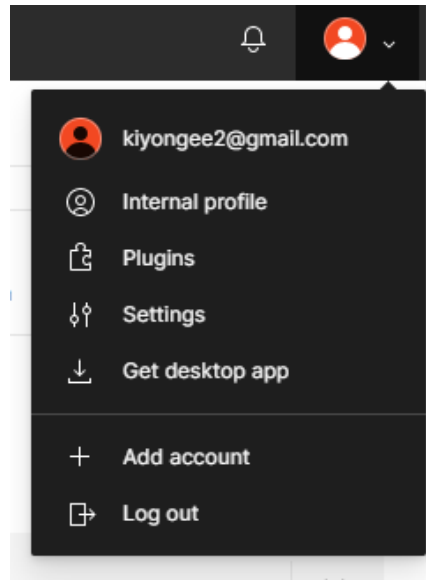 kiyongee2@gmail.com
Internal profile
Plugins
Settings
Get desktop app
Add account
Log out